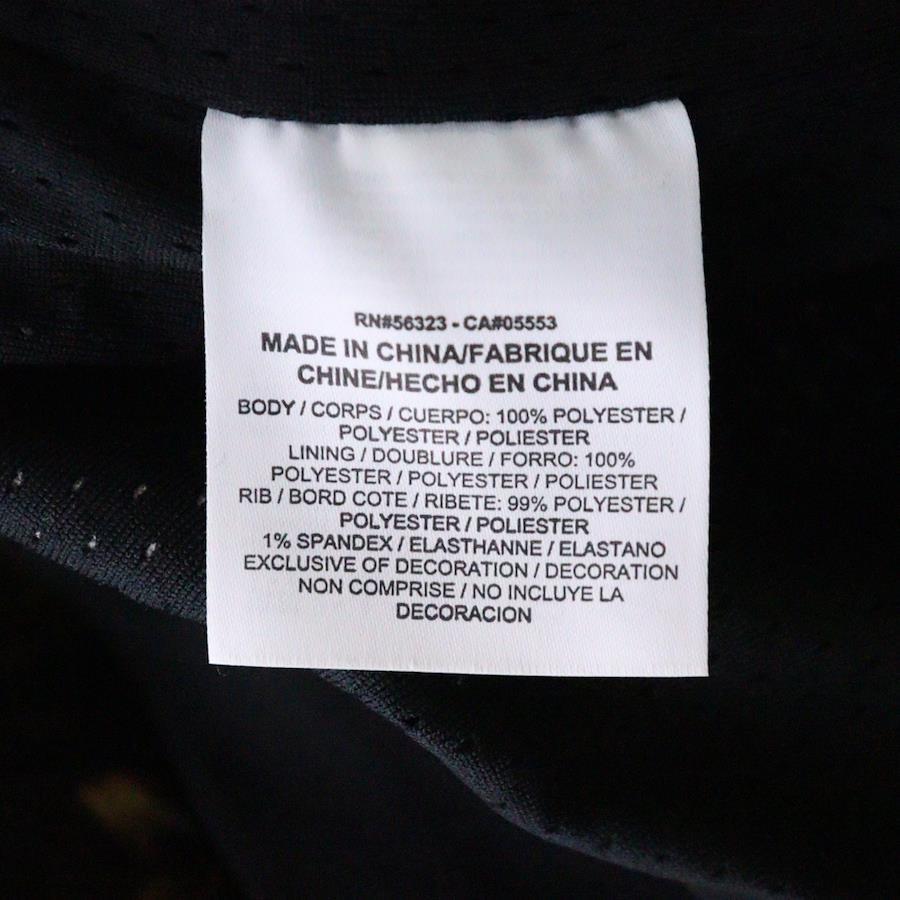 RN#56323 - CA#05553
MADE IN CHINA/FABRIQUE EN
CHINE/HECHO EN CHINA
BODY / CORPS / CUERPO: 100% POLYESTER /
POLYESTER / POLIESTER
LINING / DOUBLURE / FORRO: 100%
POLYESTER / POLYESTER / POLIESTER
RIB / BORD COTE / RIBETE: 99% POLYESTER /
POLYESTER / POLIESTER
1% SPANDEX / ELASTHANNE / ELASTANO
EXCLUSIVE OF DECORATION / DECORATION
NON COMPRISE / NO INCLUYE LA
DECORACION